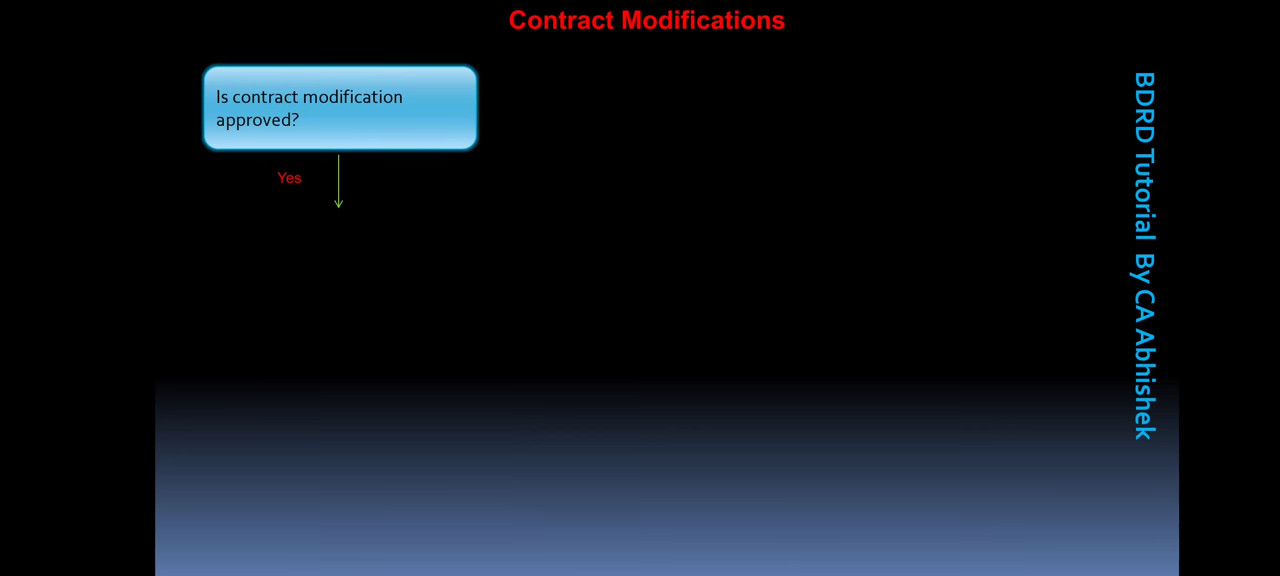 Contract Modifications
Is contract modification
approved?
Yes
BDRD Tutorial By CA Abhishek